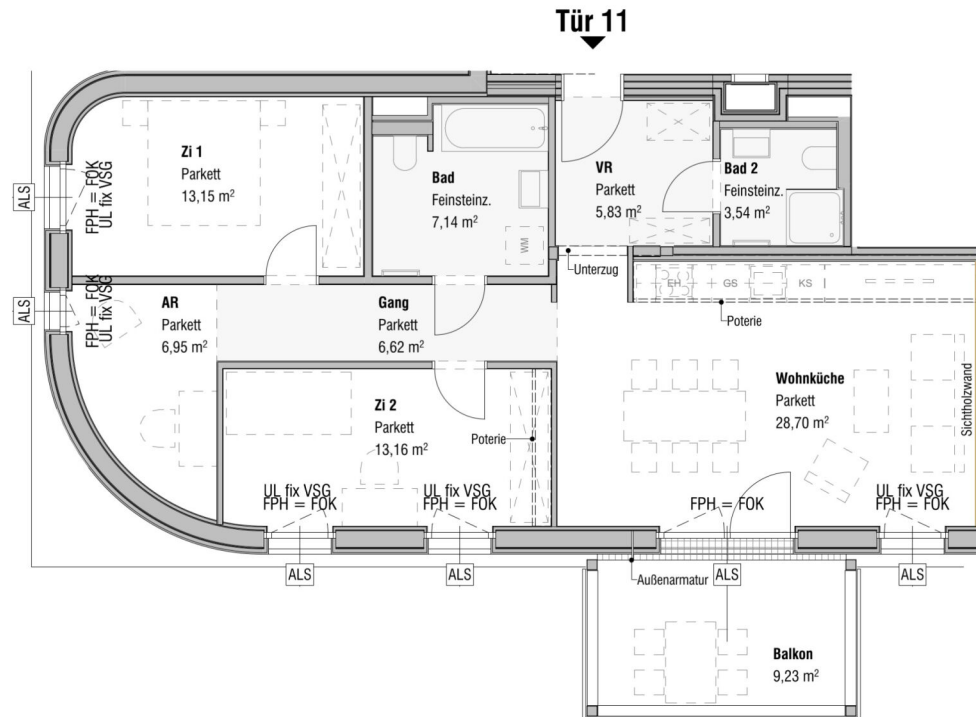 Tür 11
Zi 1
Parkett
13,15 m²
Bad
Feinsteinz.
7,14 m²
WM
VR
Parkett
5,83 m²
Bad 2
Feinsteinz.
3,54 m²
ALS
FPH = FOK
UL fix VSG
Unterzug
EH
GS
KS
Poterie
ALS
FPH = FOK
UL fix VSG
AR
Parkett
6,95 m²
Gang
Parkett
6,62 m²
Wohnküche
Parkett
28,70 m²
Sichtholzwand
Zi 2
Parkett
13,16 m²
Poterie
UL fix VSG
FPH = FOK
UL fix VSG
FPH = FOK
FPH = FOK
UL fix VSG
FPH = FOK
ALS
ALS
Außenarmatur
ALS
ALS
Balkon
9,23 m²